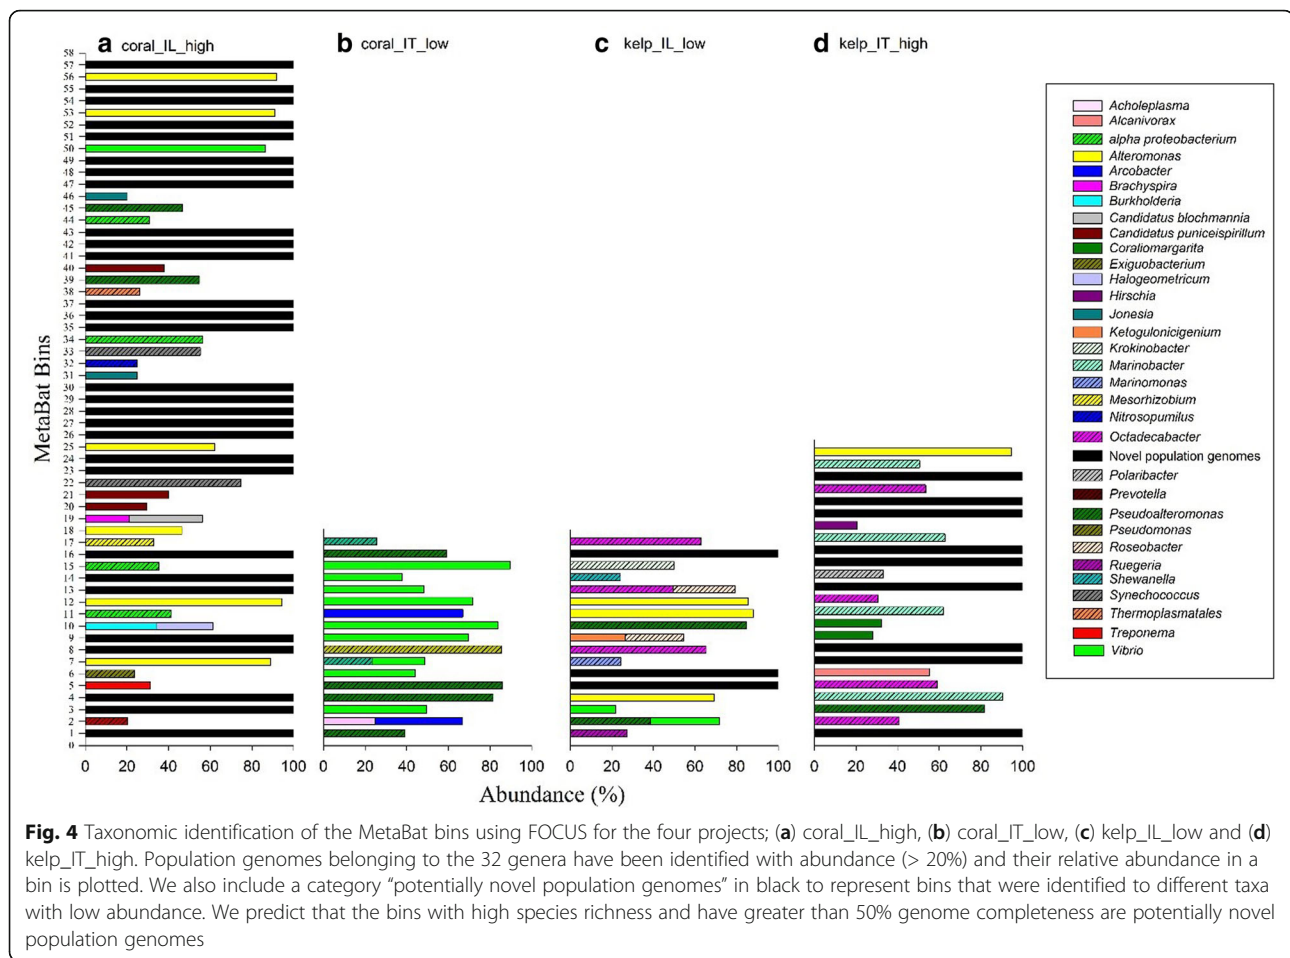 a coral_IL_high
b coral_IT_low
c kelp_IL_low
d kelp_IT_high
MetaBat Bins
58
57
56
55
54
53
52
51
50
49
48
47
46
45
44
43
42
41
40
39
38
37
36
35
34
33
32
31
30
29
28
27
26
25
24
23
22
21
20
19
18
17
16
15
14
13
12
11
10
9
8
7
6
5
4
3
2
1
0
0 20 40 60 80 100
0 20 40 60 80 100
0 20 40 60 80 100
0 20 40 60 80 100
Abundance (%)
Acholeplasma
Alcanivorax
alpha proteobacterium
Alteromonas
Arcobacter
Brachyspira
Burkholderia
Candidatus blochmannia
Candidatus puniceispirillum
Coraliomargarita
Exiguobacterium
Halogeometricum
Hirschia
Jonesia
Ketogulonicigenium
Krokinobacter
Marinobacter
Marinomonas
Mesorhizobium
Nitrosopumilus
Octadecabacter
Novel population genomes
Polaribacter
Prevotella
Pseudoalteromonas
Pseudomonas
Roseobacter
Ruegeria
Shewanella
Synechococcus
Thermoplasmatales
Treponema
Vibrio
Fig. 4 Taxonomic identification of the MetaBat bins using FOCUS for the four projects; (a) coral_IL_high, (b) coral_IT_low, (c) kelp_IL_low and (d)
kelp_IT_high. Population genomes belonging to the 32 genera have been identified with abundance (> 20%) and their relative abundance in a
bin is plotted. We also include a category “potentially novel population genomes” in black to represent bins that were identified to different taxa
with low abundance. We predict that the bins with high species richness and have greater than 50% genome completeness are potentially novel
population genomes